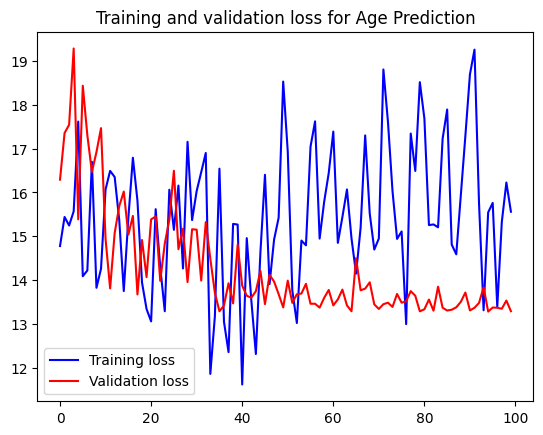 Training and validation loss for Age Prediction
19
18
17
16
15
14
13
12
Training loss
Validation loss
0 20 40 60 80 100